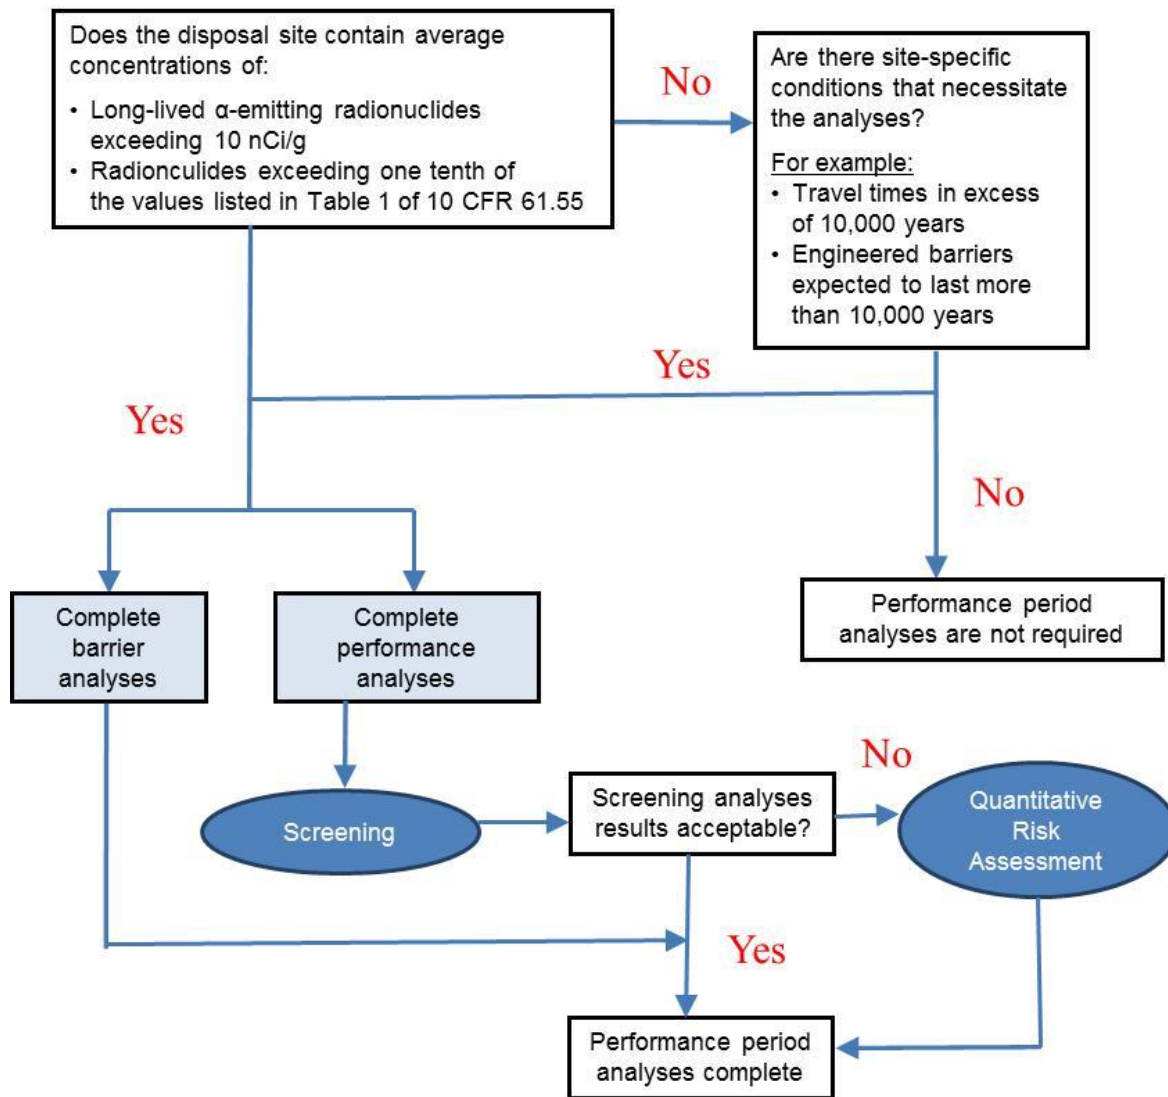 Does the disposal site contain average
concentrations of:
• Long-lived α-emitting radionuclides
exceeding 10 nCi/g
• Radionculides exceeding one tenth of
the values listed in Table 1 of 10 CFR 61.55
No
Are there site-specific
conditions that necessitate
the analyses?
For example:
• Travel times in excess
of 10,000 years
• Engineered barriers
expected to last more
than 10,000 years
Yes
Yes
No
Complete
barrier
analyses
Complete
performance
analyses
Performance period
analyses are not required
Screening
Screening analyses
results acceptable?
No
Quantitative
Risk
Assessment
Yes
Performance period
analyses complete